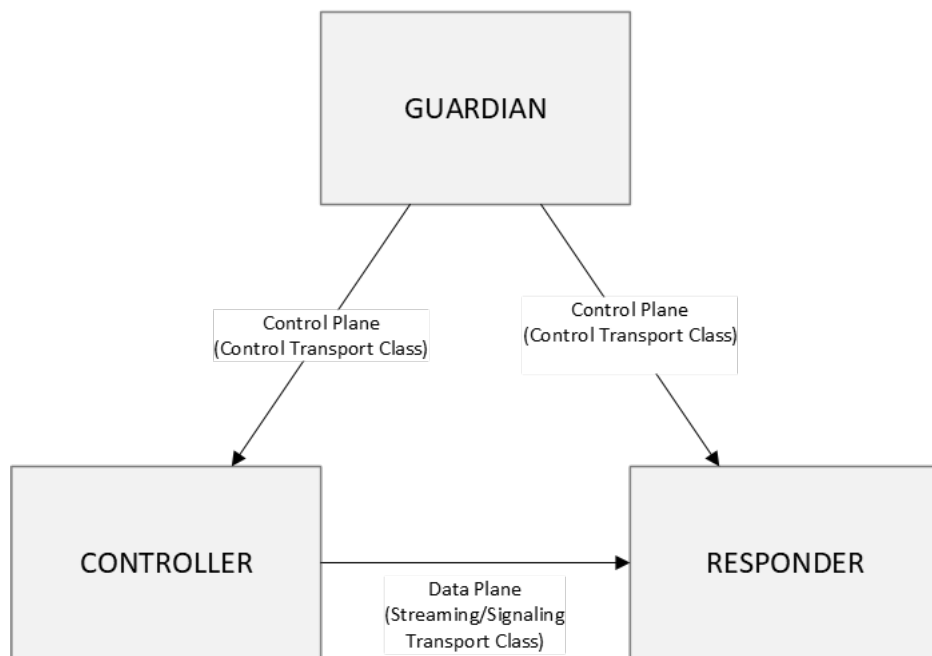 GUARDIAN
Control Plane
(Control Transport Class)
Control Plane
(Control Transport Class)
CONTROLLER
RESPONDER
Data Plane
(Streaming/Signaling
Transport Class)